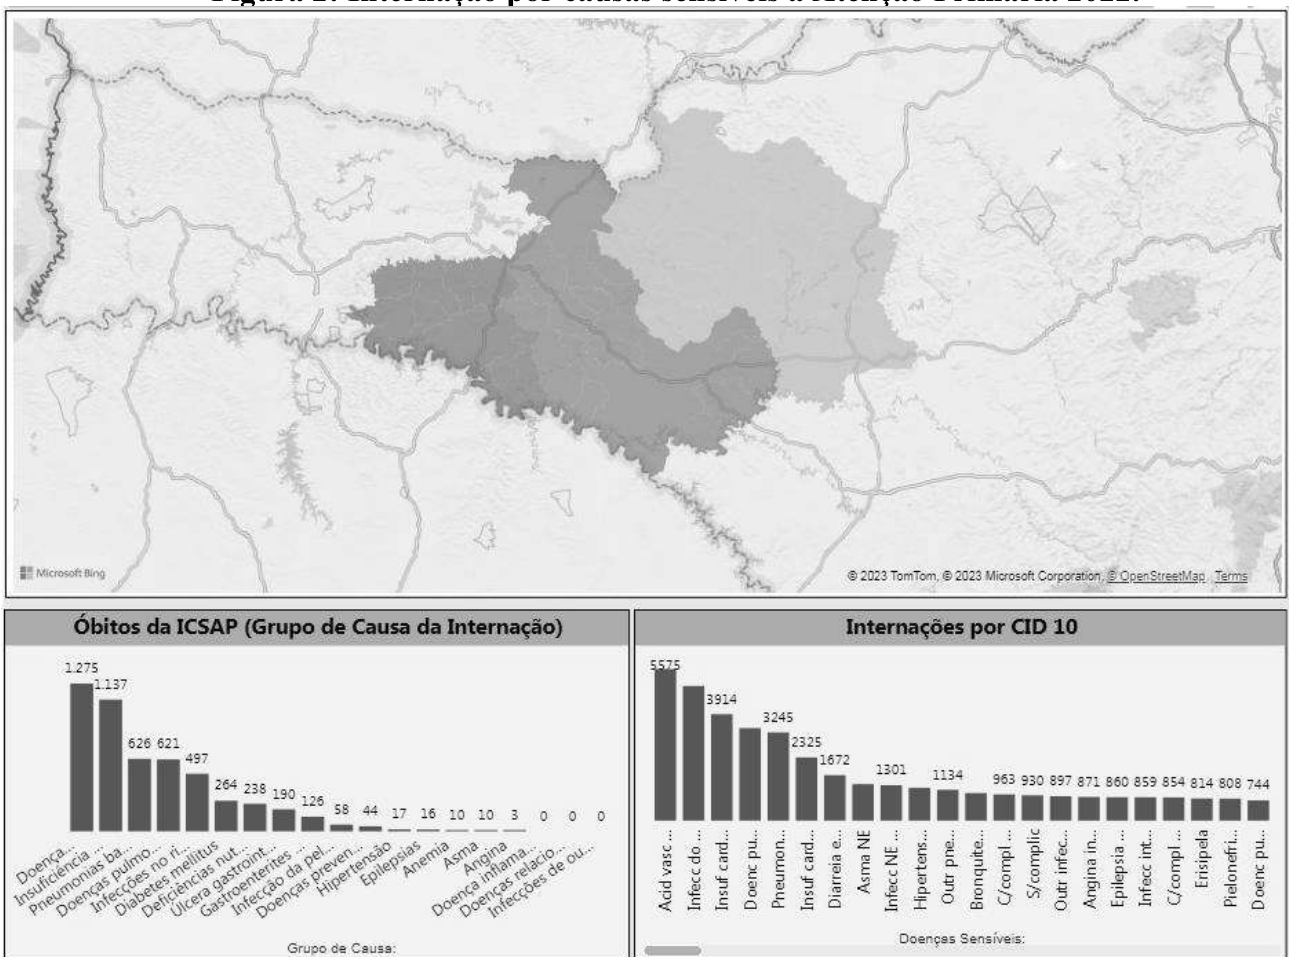 Figura 2: Internação por causas sensíveis à Atenção Primária 2022.
Microsoft Bing
© 2023 TomTom, © 2023 Microsoft Corporation, © OpenStreetMap Terms
Óbitos da ICSAP (Grupo de Causa da Internação)
1.275
1.137
626 621
497
264 238 190 126 58 44 17 16 10 10 3 0 0 0
Doença...
Insuficiência ...
Pneumonias ba...
Doenças pulmo...
Infecções no ri...
Diabetes mellitus
Deficiências nut...
Úlcera gastroint...
Gastroenterites ...
Infecção da pel...
Doenças preven...
Hipertensão
Epilepsias
Anemia
Asma
Angina
Doença inflama...
Doenças relacio...
Infecções de ou...
Grupo de Causa:
Internações por CID 10
5575
3914
3245
2325
1672
1301 1134 963 930 897 871 860 859 854 814 808 744
Acid vasc ...
Infecc do ...
Insuf card...
Doenc pu...
Pneumon...
Insuf card...
Diarreia e...
Asma NE
Infecc NE ...
Hipertens...
Outr pne...
Bronquite...
C/compl...
S/complic
Outr infec...
Angina in...
Epilepsia ...
Infecc int...
C/compl ...
Erisipela
Pielonefri...
Doenc pu...
Doenças Sensíveis: